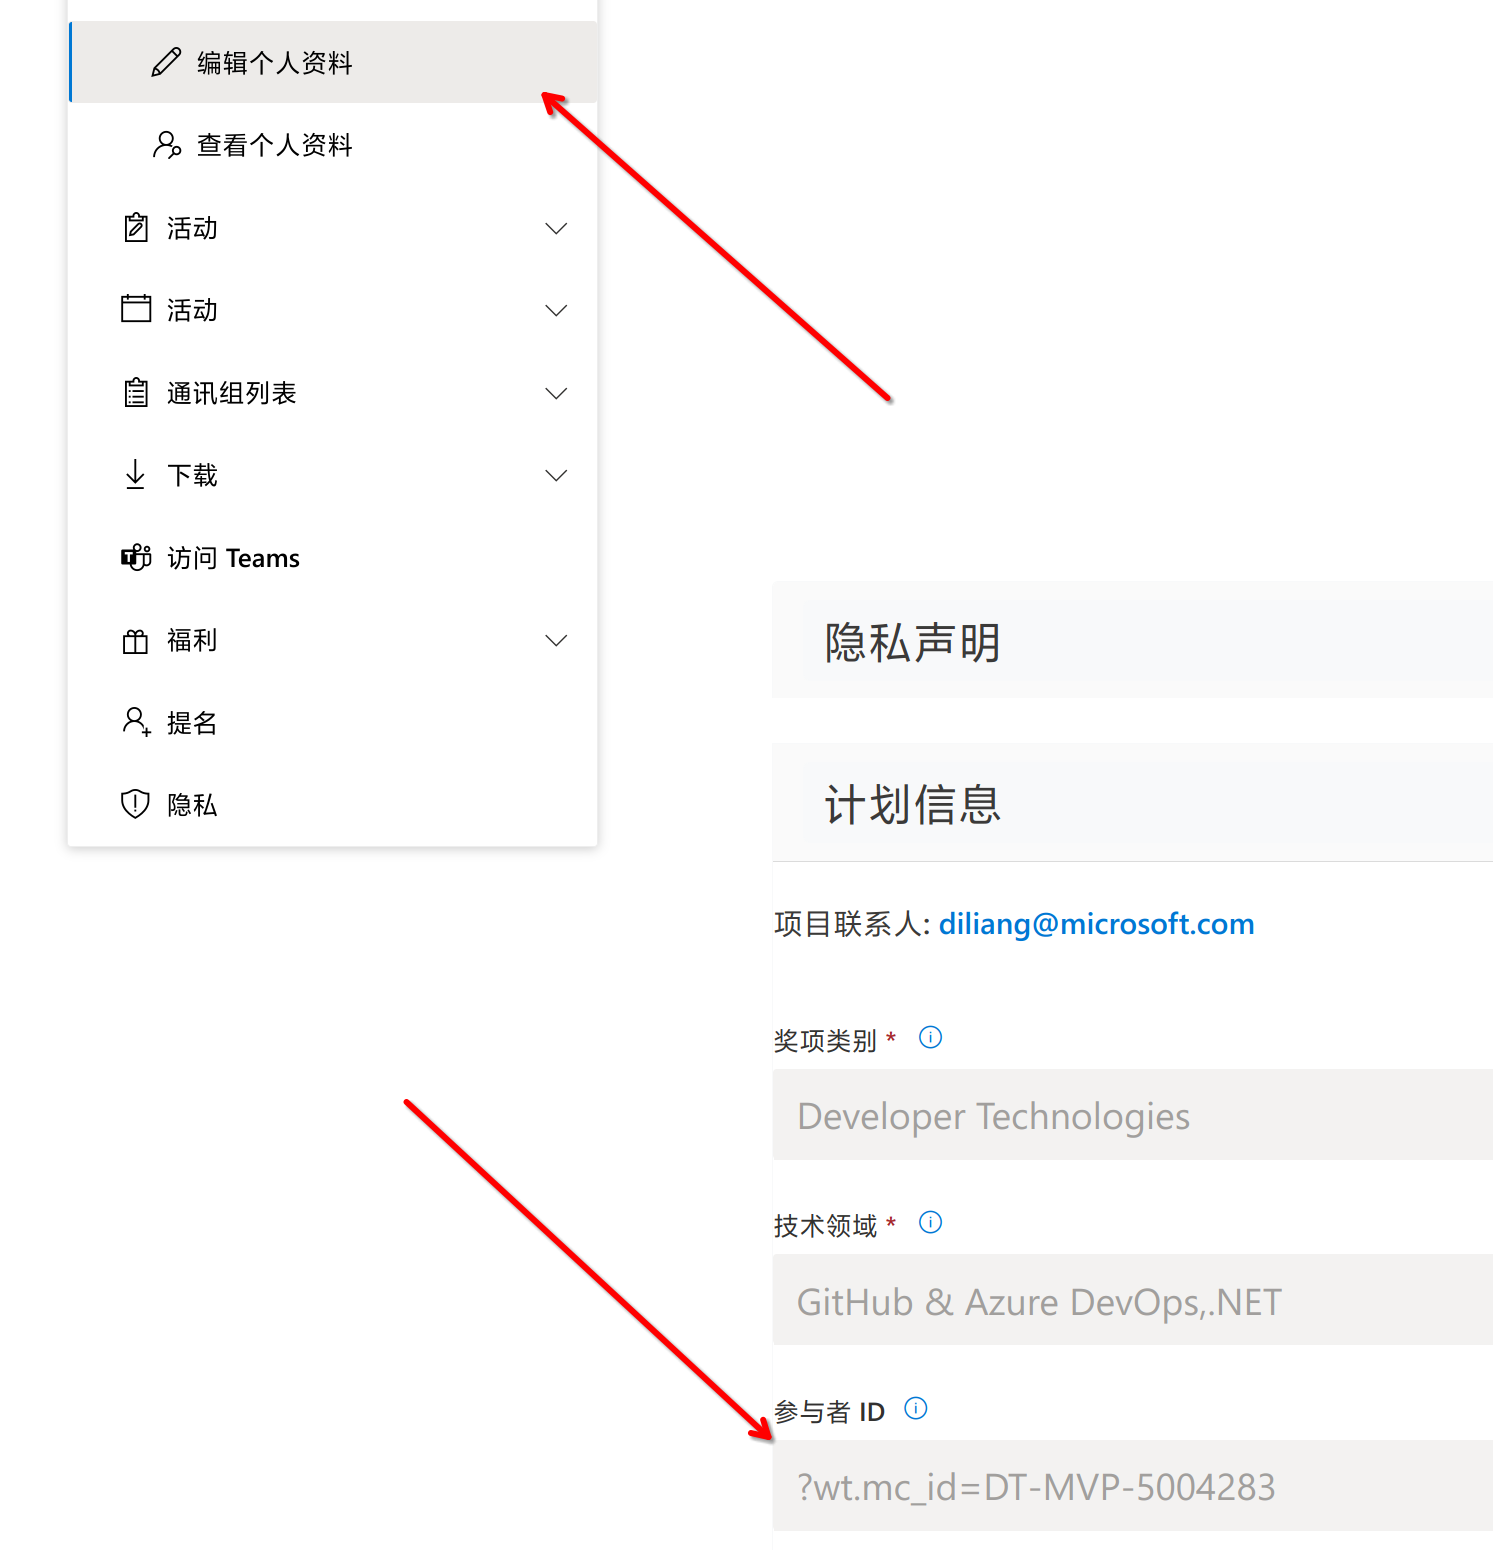 编辑个人资料
查看个人资料
活动
活动
通讯组列表
下载
访问 Teams
福利
提名
隐私
隐私声明
计划信息
项目联系人: diliang@microsoft.com
奖项类别 *
Developer Technologies
技术领域 *
GitHub & Azure DevOps,.NET
参与者 ID
?wt.mc_id=DT-MVP-5004283